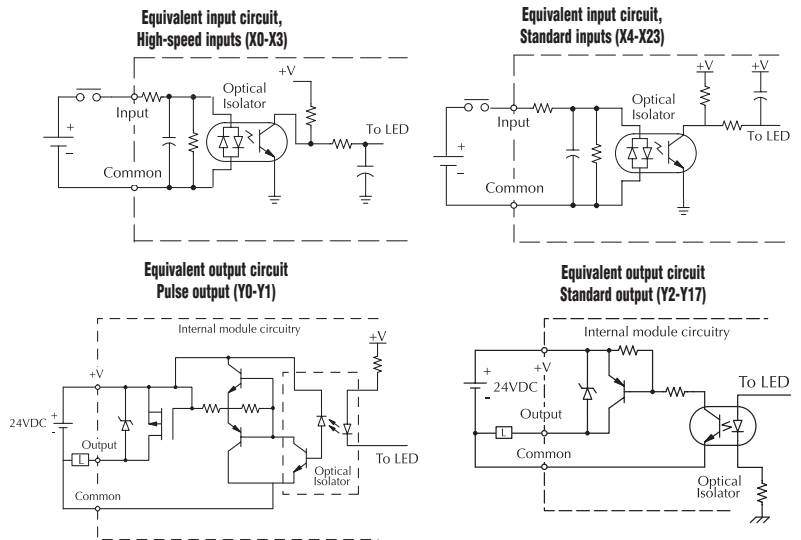 Equivalent input circuit,
High-speed inputs (X0-X3)
+V
Optical
Isolator
Input
To LED
+
–
Common
Equivalent input circuit,
Standard inputs (X4-X23)
+V
+V
Optical
Isolator
Input
To LED
+
–
Common
Equivalent output circuit
Pulse output (Y0-Y1)
Internal module circuitry
+V
+V
24VDC
+
-
Output
L
Optical
Isolator
To LED
Common
Equivalent output circuit
Standard output (Y2-Y17)
Internal module circuitry
+V
+
24VDC
-
To LED
Output
L
Common
Optical
Isolator